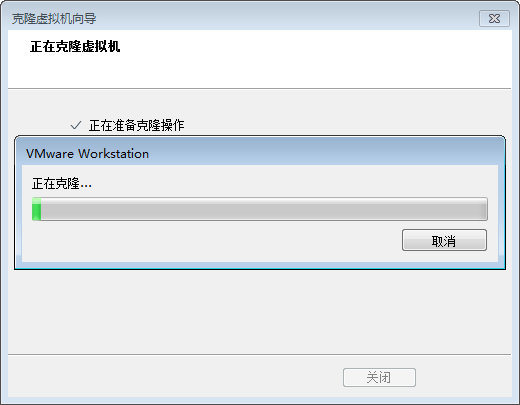 克隆虚拟机向导
正在克隆虚拟机
正在准备克隆操作
VMware Workstation
正在克隆...
取消
关闭